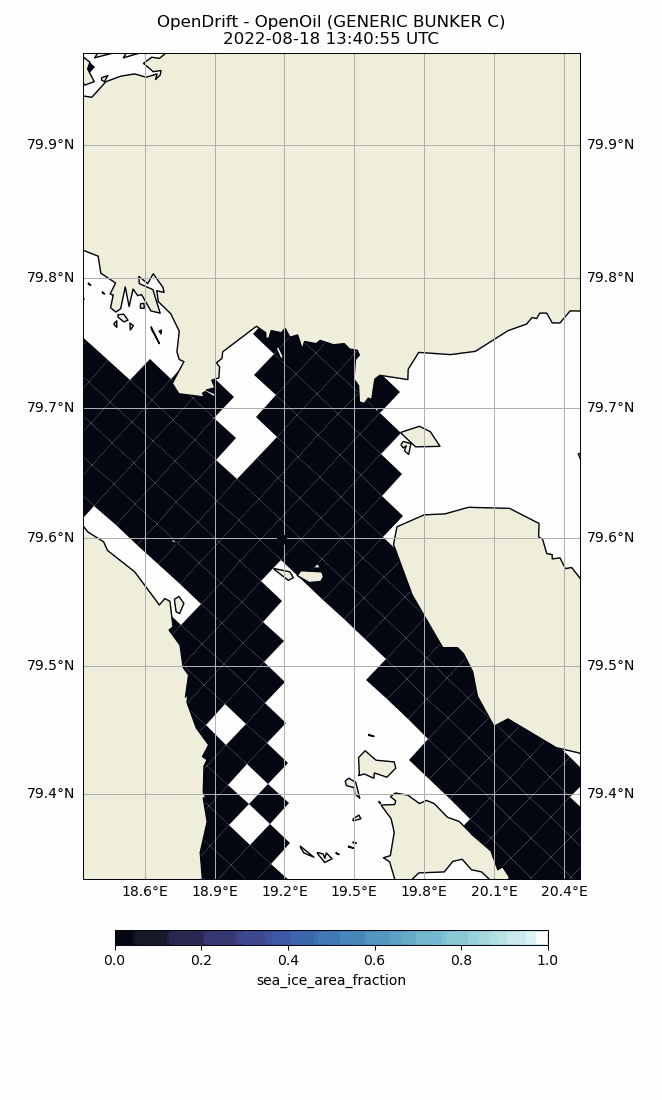 OpenDrift - OpenOil (GENERIC BUNKER C)
2022-08-18 13:40:55 UTC
79.9°N 79.9°N
79.8°N 79.8°N
79.7°N 79.7°N
79.6°N 79.6°N
79.5°N 79.5°N
79.4°N 79.4°N
18.6°E 18.9°E 19.2°E 19.5°E 19.8°E 20.1°E 20.4°E
0.0 0.2 0.4 0.6 0.8 1.0
sea_ice_area_fraction